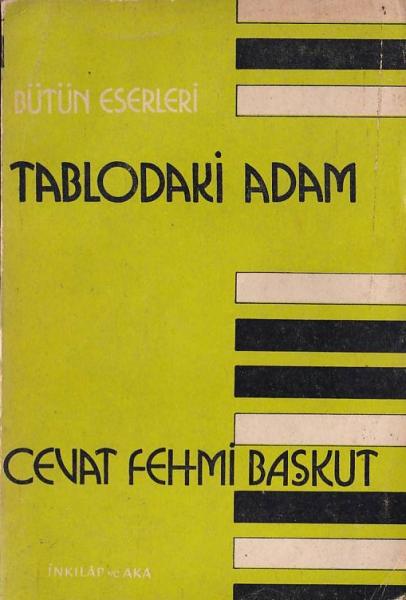 BÜTÜN ESERLERİ
TABLODAKİ ADAM
CEVAT FEHMİ BAŞKUT
İNKILÂP ve AKA